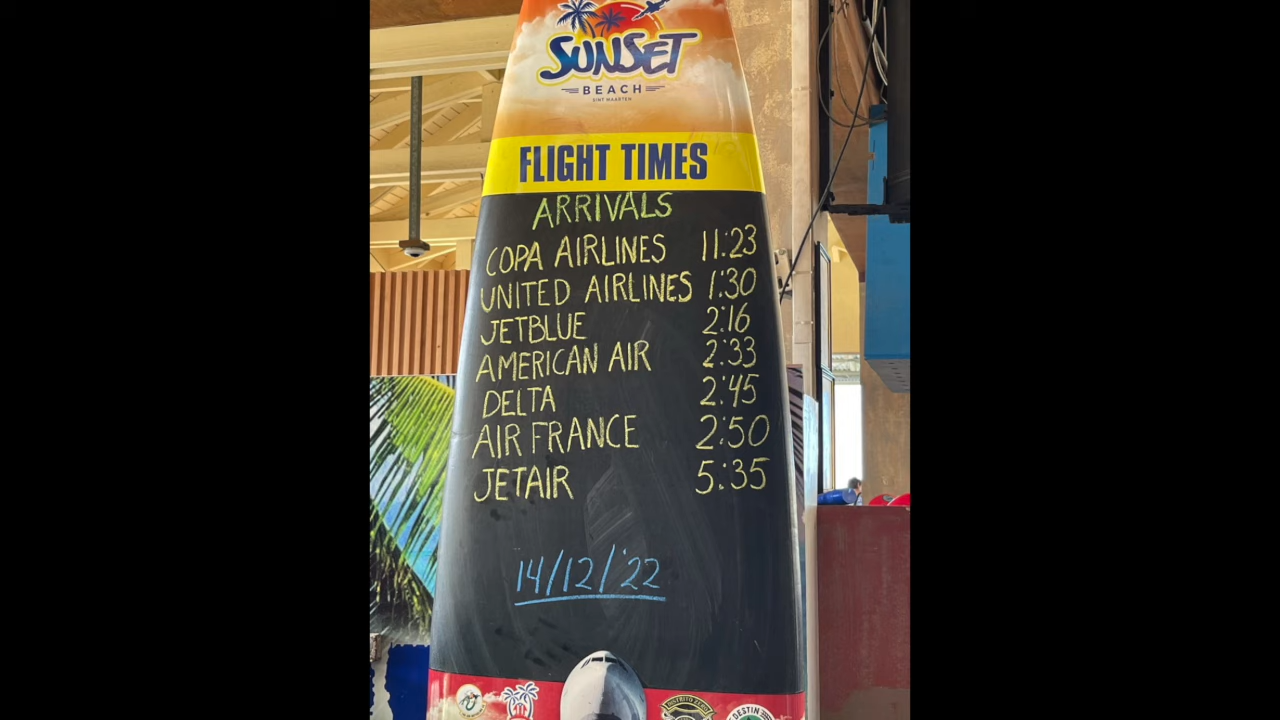 SUNSET
BEACH
SINT MAARTEN
FLIGHT TIMES
ARRIVALS
COPA AIRLINES 11:23
UNITED AIRLINES 1:30
JETBLUE 2:16
AMERICAN AIR 2:33
DELTA 2:45
AIR FRANCE 2:50
JETAIR 5:35
14/12/'22
DESTIN